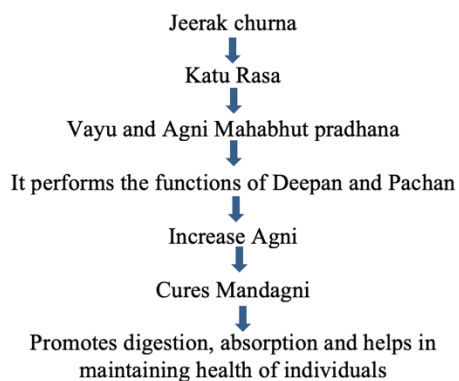 Jeerak churna
Katu Rasa
Vayu and Agni Mahabhut pradhana
It performs the functions of Deepan and Pachan
Increase Agni
Cures Mandagni
Promotes digestion, absorption and helps in
maintaining health of individuals